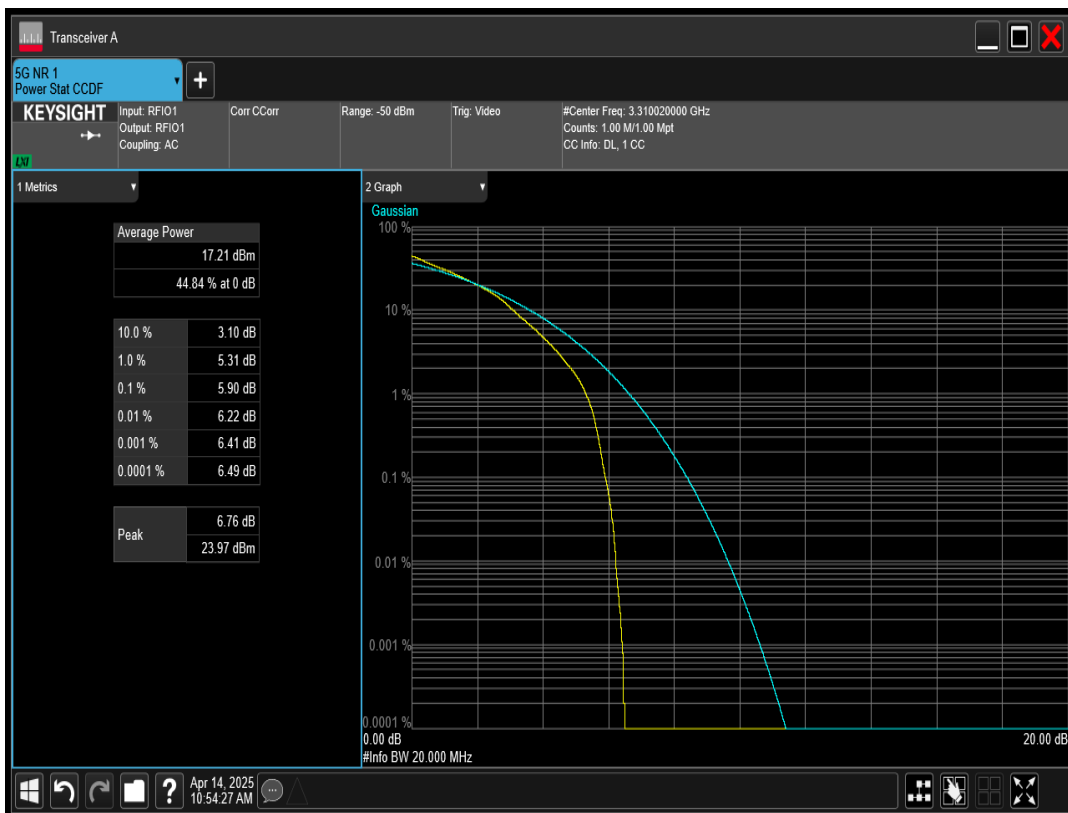 Transceiver A
5G NR 1
Power Stat CCDF
+
KEYSIGHT
LXI
Input: RFIO1
Output: RFIO1
Coupling: AC
Corr CCorr
Range: -50 dBm
Trig: Video
#Center Freq: 3.310020000 GHz
Counts: 1.00 M/1.00 Mpt
CC Info: DL, 1 CC
1 Metrics
Average Power
17.21 dBm
44.84 % at 0 dB
10.0 % 3.10 dB
1.0 % 5.31 dB
0.1 % 5.90 dB
0.01 % 6.22 dB
0.001 % 6.41 dB
0.0001 % 6.49 dB
Peak 6.76 dB
23.97 dBm
2 Graph
Gaussian
100 %
10 %
1 %
0.1 %
0.01 %
0.001 %
0.0001 %
0.00 dB 20.00 dB
#Info BW 20.000 MHz
?
Apr 14, 2025
10:54:27 AM